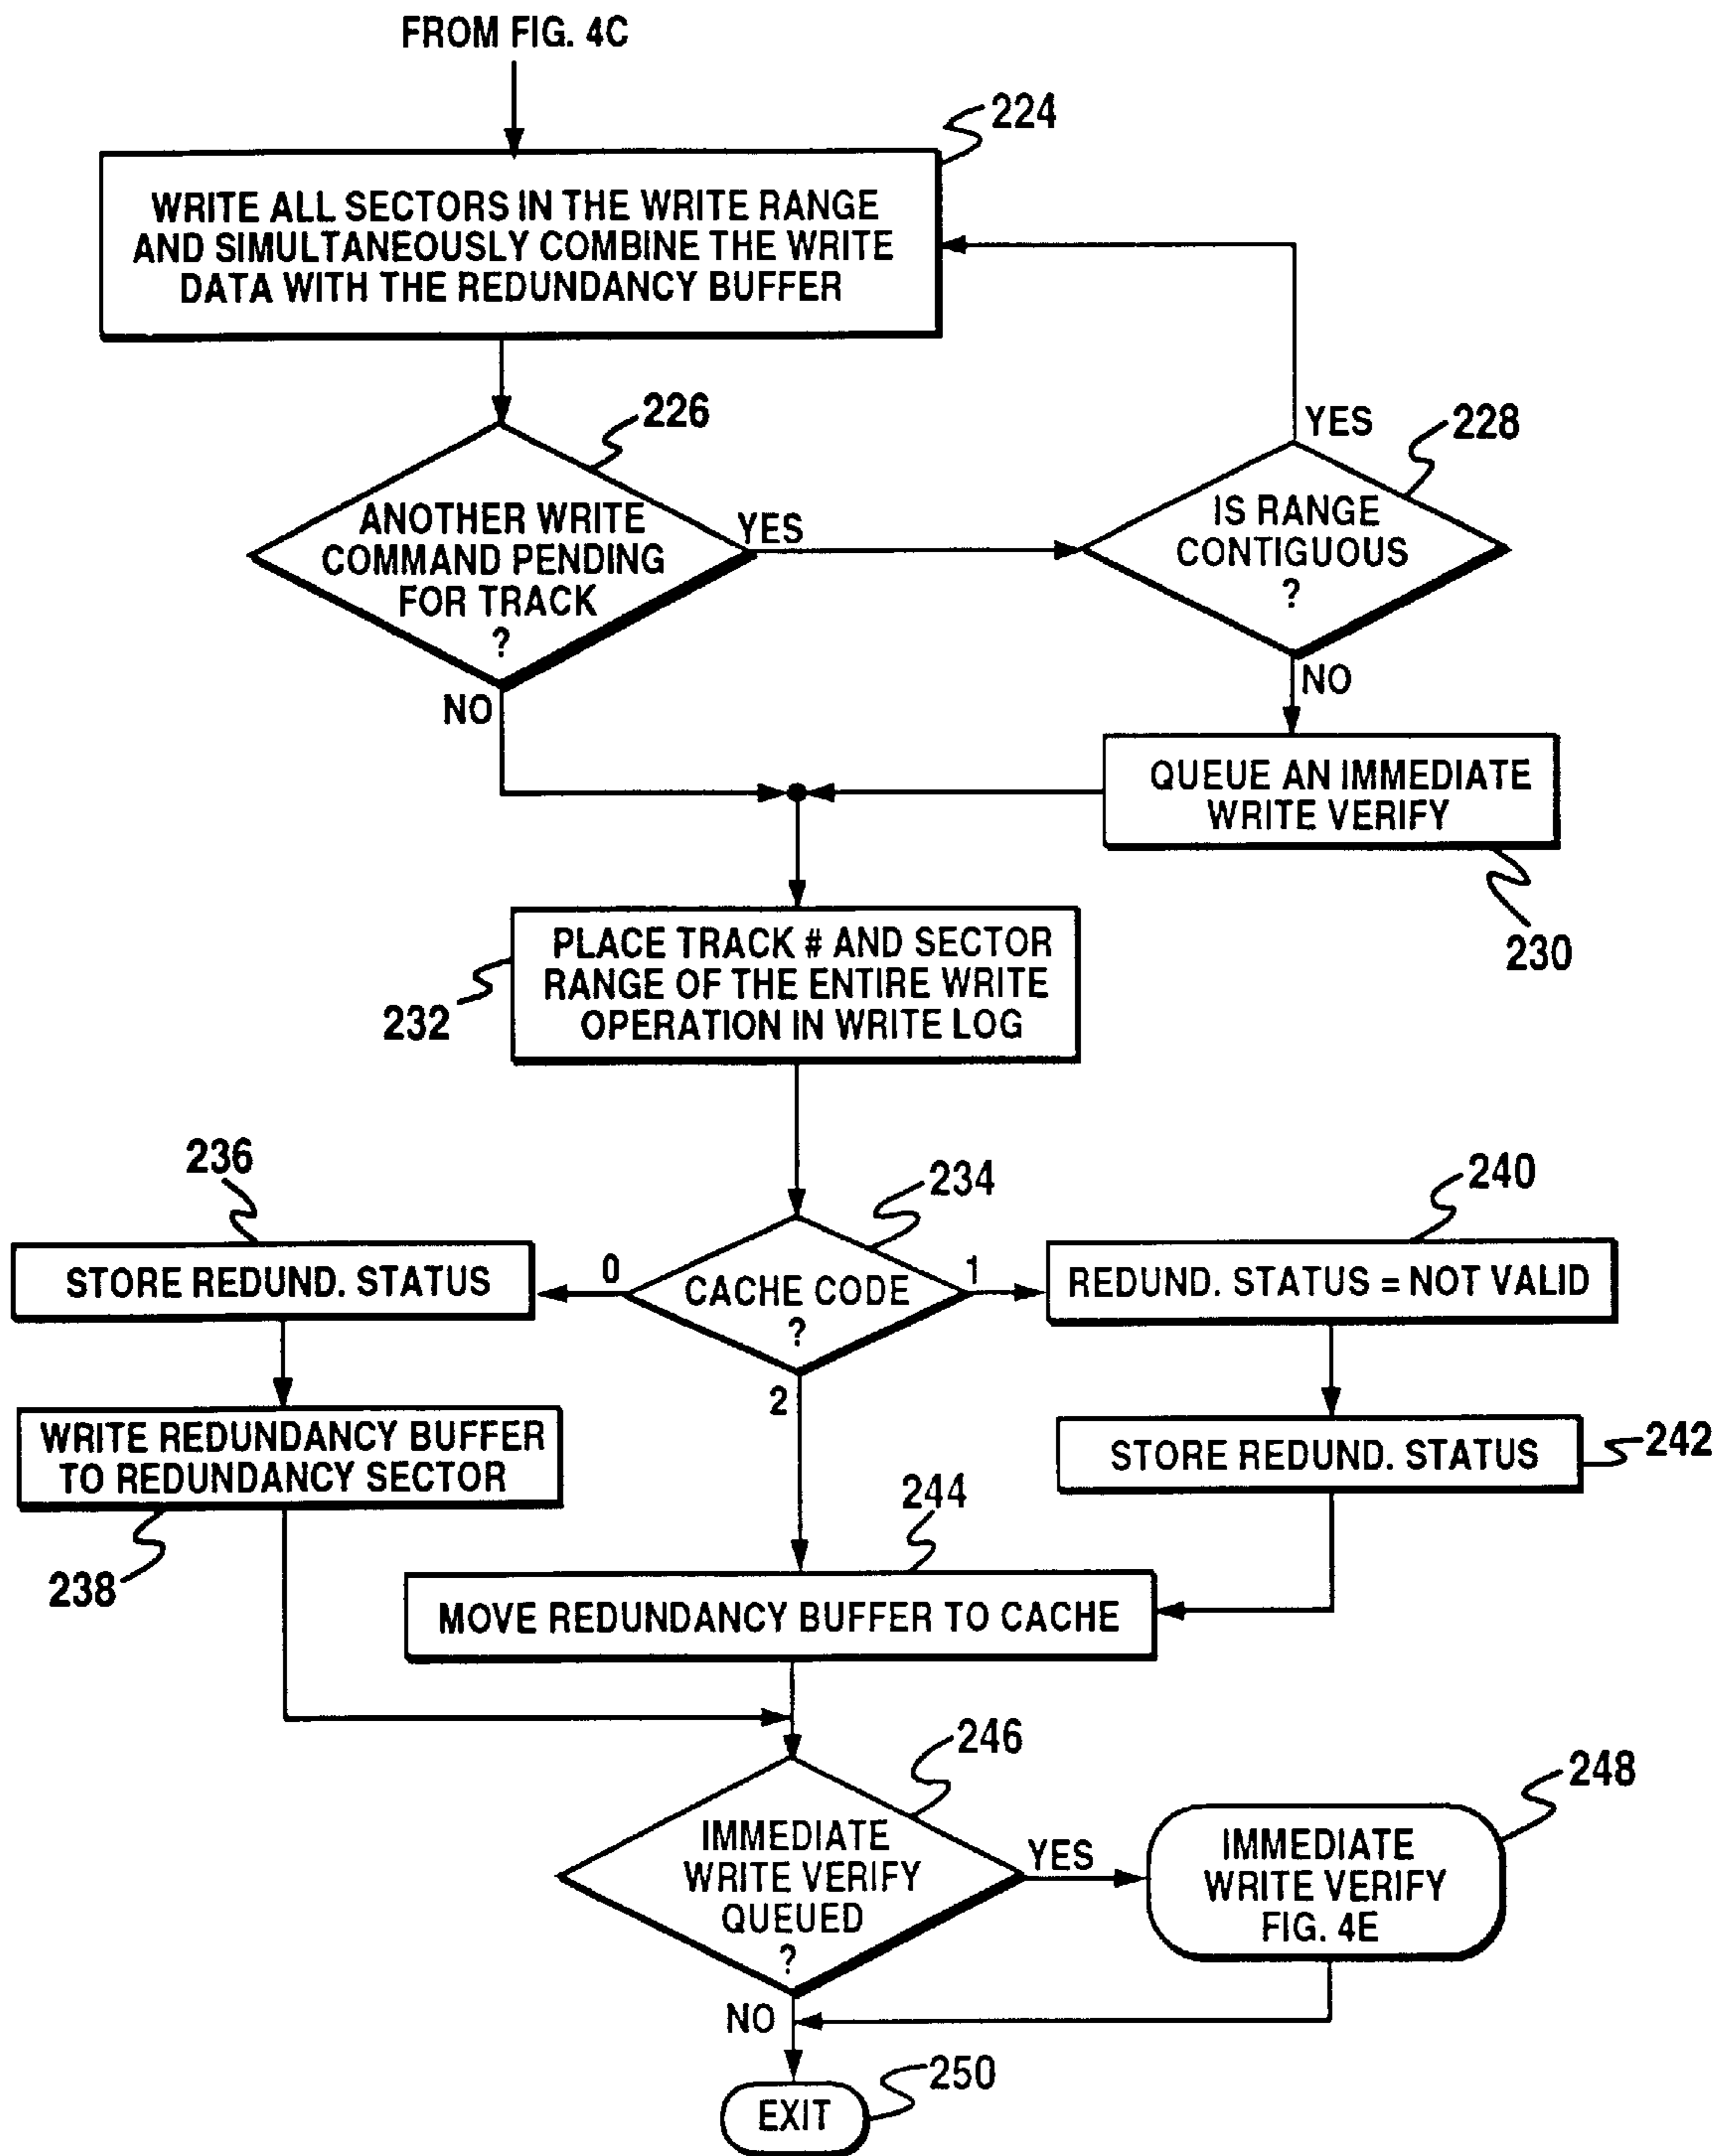 FROM FIG. 4C
224
WRITE ALL SECTORS IN THE WRITE RANGE
AND SIMULTANEOUSLY COMBINE THE WRITE
DATA WITH THE REDUNDANCY BUFFER
226
ANOTHER WRITE
COMMAND PENDING
FOR TRACK
?
YES
NO
228
YES
IS RANGE
CONTIGUOUS
?
NO
QUEUE AN IMMEDIATE
WRITE VERIFY
230
PLACE TRACK # AND SECTOR
RANGE OF THE ENTIRE WRITE
OPERATION IN WRITE LOG
232
234
CACHE CODE
?
0
1
2
236
STORE REDUND. STATUS
WRITE REDUNDANCY BUFFER
TO REDUNDANCY SECTOR
238
240
REDUND. STATUS = NOT VALID
STORE REDUND. STATUS
242
244
MOVE REDUNDANCY BUFFER TO CACHE
246
IMMEDIATE
WRITE VERIFY
QUEUED
?
YES
NO
248
IMMEDIATE
WRITE VERIFY
FIG. 4E
EXIT
250